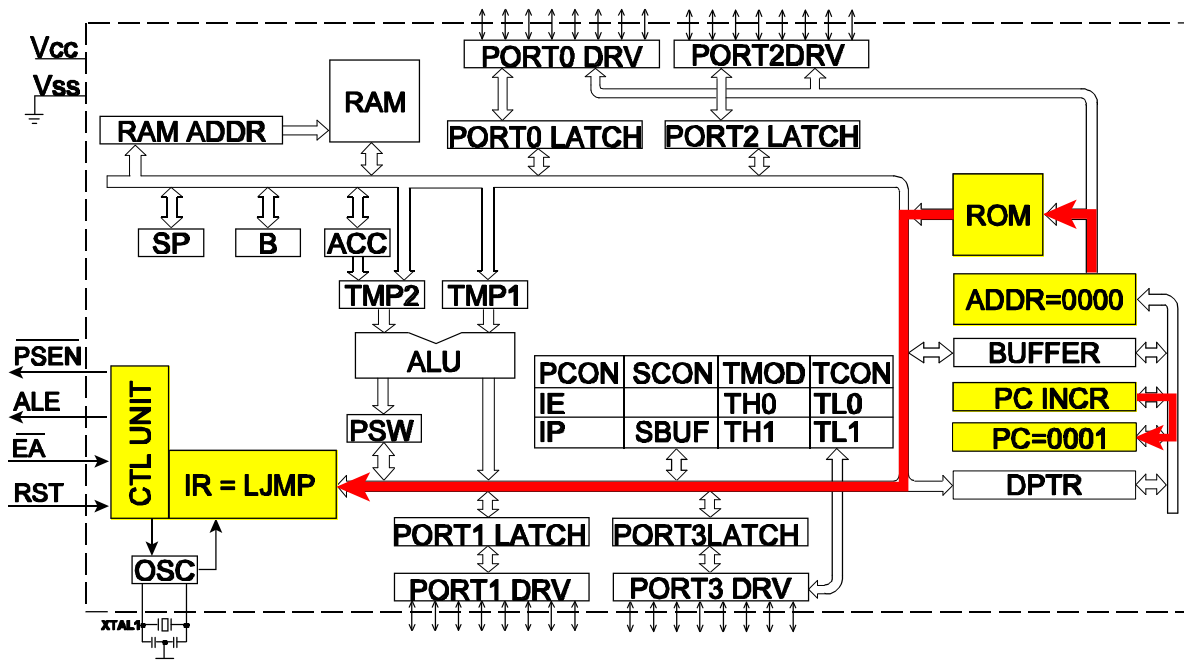 Vcc
Vss
PORT0 DRV
PORT2DRV
RAM
RAM ADDR
PORT0 LATCH
PORT2 LATCH
ROM
SP
B
ACC
TMP2
TMP1
ADDR=0000
ALU
BUFFER
PCON SCON TMOD TCON
IE TH0 TL0
IP SBUF TH1 TL1
PC INCR
PC=0001
DPTR
PSEN
ALE
EA
RST
CTL UNIT
IR = LJMP
PSW
PORT1 LATCH
PORT3LATCH
OSC
PORT1 DRV
PORT3 DRV
XTAL1